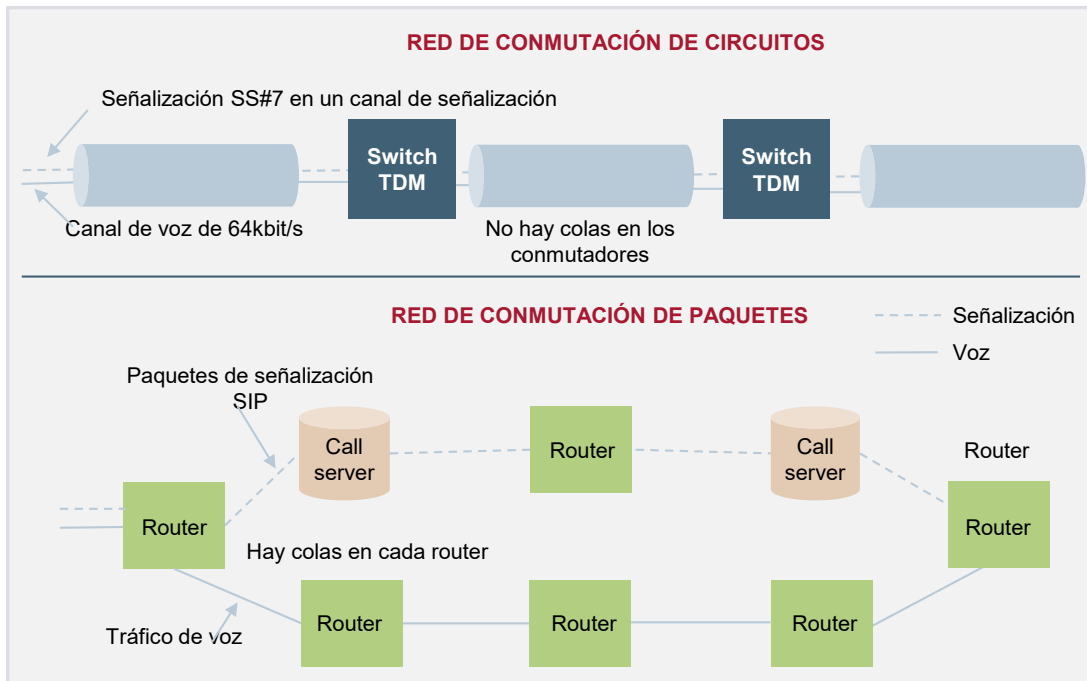 RED DE CONMUTACIÓN DE CIRCUITOS
Señalización SS#7 en un canal de señalización
Switch
TDM
Switch
TDM
Canal de voz de 64kbit/s
No hay colas en los
conmutadores
RED DE CONMUTACIÓN DE PAQUETES
Señalización
Voz
Paquetes de señalización
SIP
Call
server
Router
Call
server
Router
Router
Router
Hay colas en cada router
Router
Router
Router
Tráfico de voz